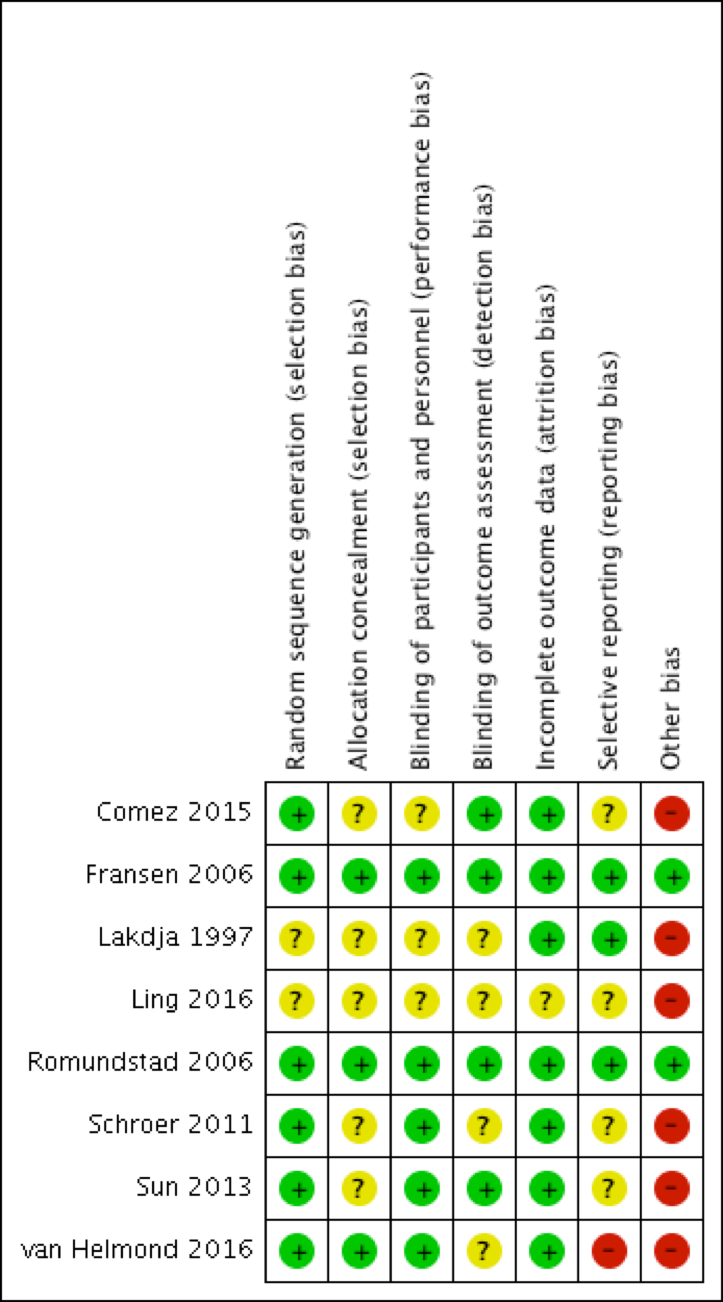 Random sequence generation (selection bias)
Allocation concealment (selection bias)
Blinding of participants and personnel (performance bias)
Blinding of outcome assessment (detection bias)
Incomplete outcome data (attrition bias)
Selective reporting (reporting bias)
Other bias
Comez 2015 + ? ? + + ? -
Fransen 2006 + + + + + + +
Lakdja 1997 ? ? ? ? + + -
Ling 2016 ? ? ? ? ? ? -
Romundstad 2006 + + + + + + +
Schroer 2011 + ? + ? + ? -
Sun 2013 + ? + + + ? -
van Helmond 2016 + + + ? + - -